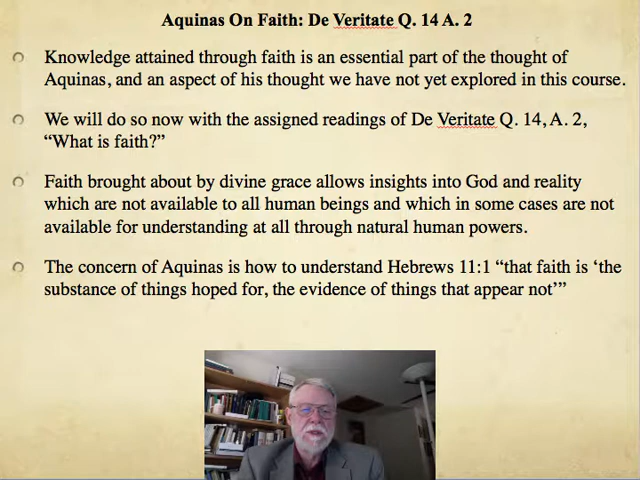 Aquinas On Faith: De Veritate Q. 14 A. 2
Knowledge attained through faith is an essential part of the thought of
Aquinas, and an aspect of his thought we have not yet explored in this course.
We will do so now with the assigned readings of De Veritate Q. 14, A. 2,
“What is faith?”
Faith brought about by divine grace allows insights into God and reality
which are not available to all human beings and which in some cases are not
available for understanding at all through natural human powers.
The concern of Aquinas is how to understand Hebrews 11:1 “that faith is ‘the
substance of things hoped for, the evidence of things that appear not’”